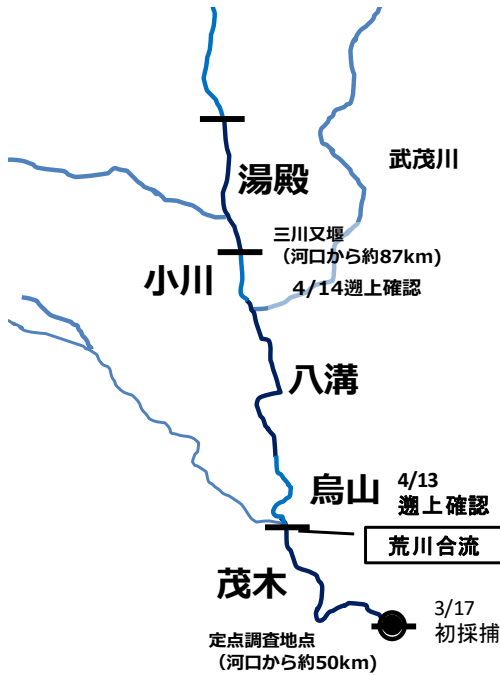 武茂川
湯殿
三川又堰
（河口から約87km)
小川
4/14遡上確認
八溝
烏山
4/13
遡上確認
荒川合流
茂木
3/17
初採捕
定点調査地点
（河口から約50km)